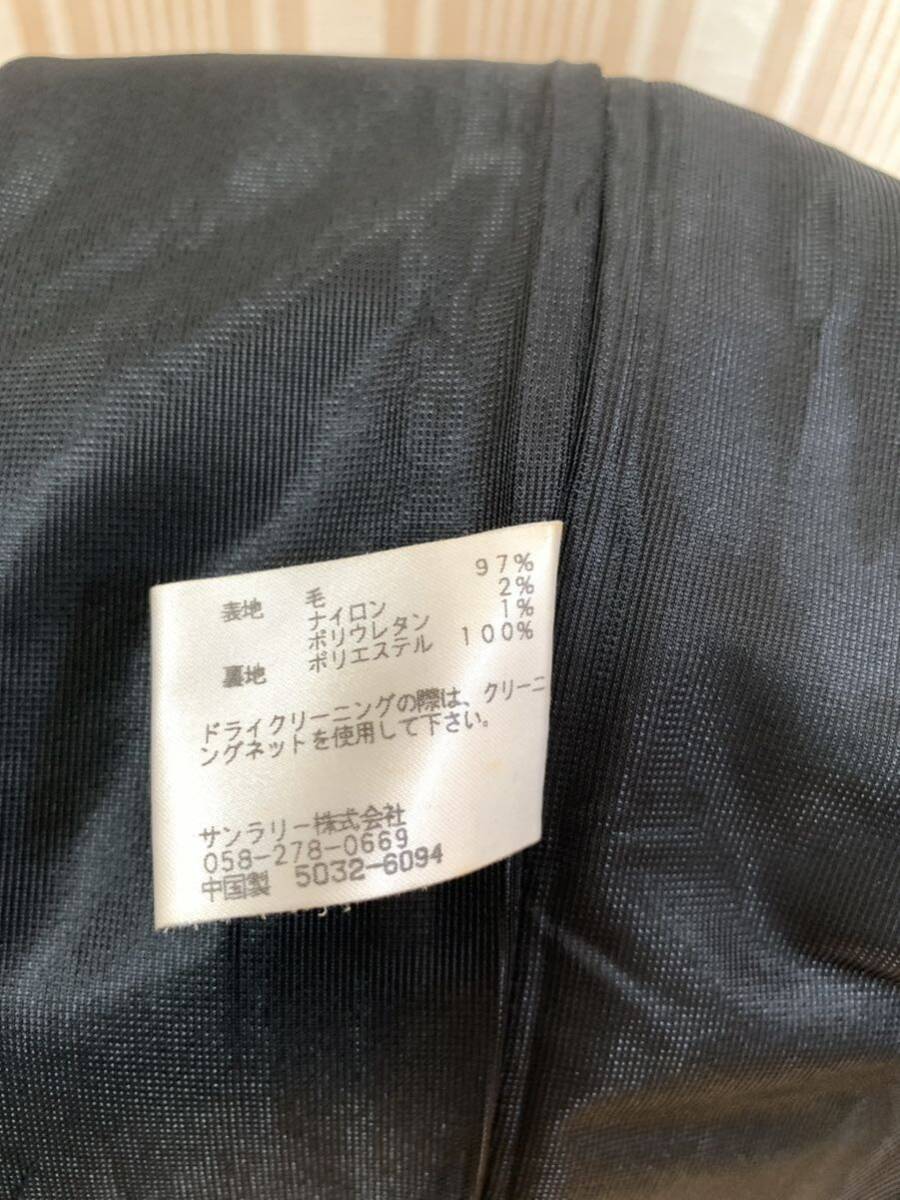 表地 毛 97%
ナイロン 2%
ポリウレタン 1%
裏地 ポリエステル 100%
ドライクリーニングの際は、クリーニ
ングネットを使用して下さい。
サンラリー株式会社
058-278-0669
中国製 5032-6094